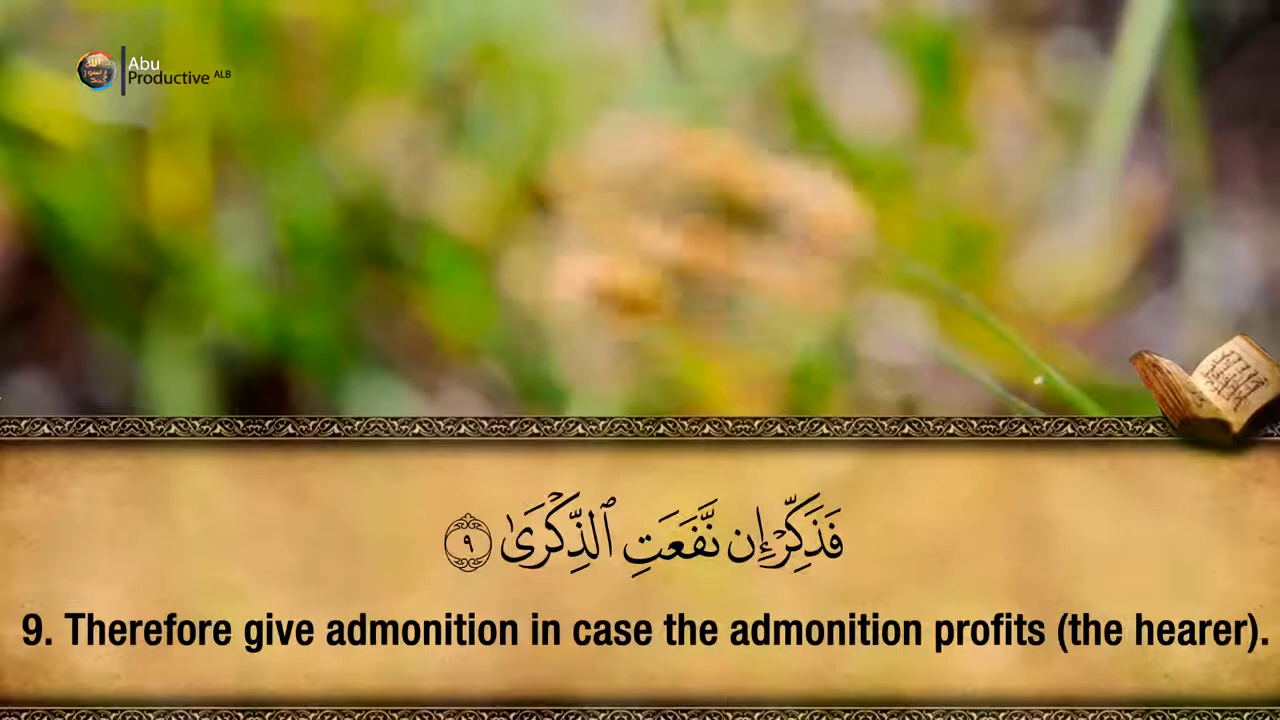 Abu
Productive ALB
فَذَكِّرْ إِن نَّفَعَتِ ٱلذِّكْرَىٰ ٩
9. Therefore give admonition in case the admonition profits (the hearer).